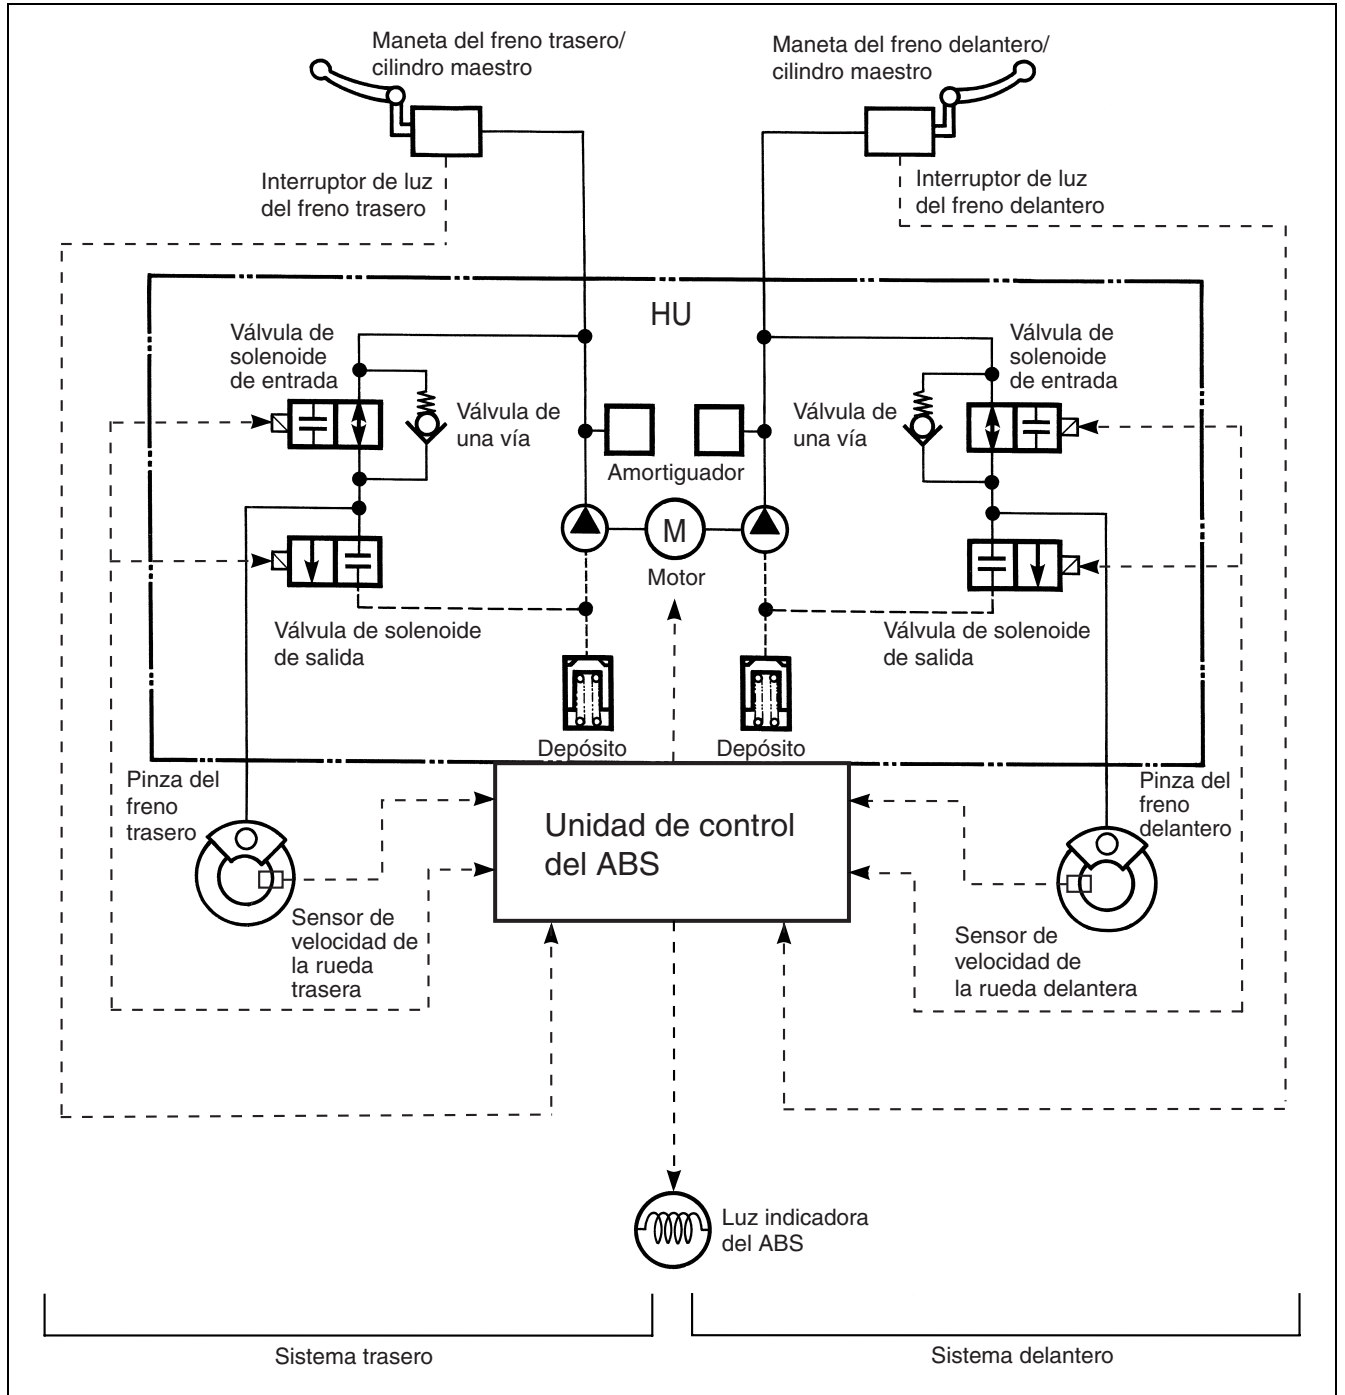 Maneta del freno trasero/
cilindro maestro
Maneta del freno delantero/
cilindro maestro
Interruptor de luz
del freno trasero
Interruptor de luz
del freno delantero
HU
Válvula de
solenoide
de entrada
Válvula de
una vía
Amortiguador
Válvula de
una vía
Válvula de
solenoide
de entrada
M
Motor
Válvula de solenoide
de salida
Válvula de solenoide
de salida
Depósito
Depósito
Pinza del
freno
trasero
Unidad de control
del ABS
Pinza del
freno
delantero
Sensor de
velocidad de
la rueda
trasera
Sensor de
velocidad de
la rueda delantera
Luz indicadora
del ABS
Sistema trasero
Sistema delantero